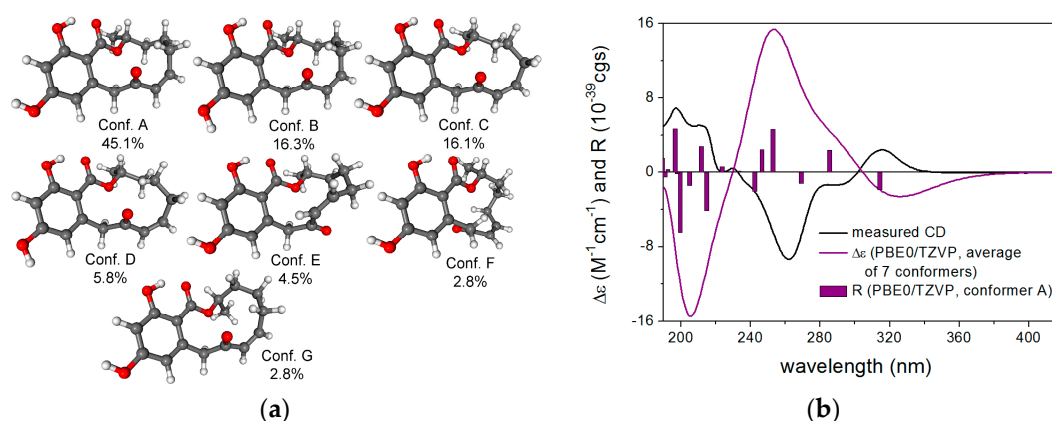 (a)
Conf. A
45.1%
Conf. B
16.3%
Conf. C
16.1%
Conf. D
5.8%
Conf. E
4.5%
Conf. F
2.8%
Conf. G
2.8%
(b)
Δε (M⁻¹cm⁻¹) and R (10⁻³⁹cgs)
16
8
0
-8
-16
measured CD
Δε (PBE0/TZVP, average
of 7 conformers)
R (PBE0/TZVP, conformer A)
200 240 280 320 360 400
wavelength (nm)